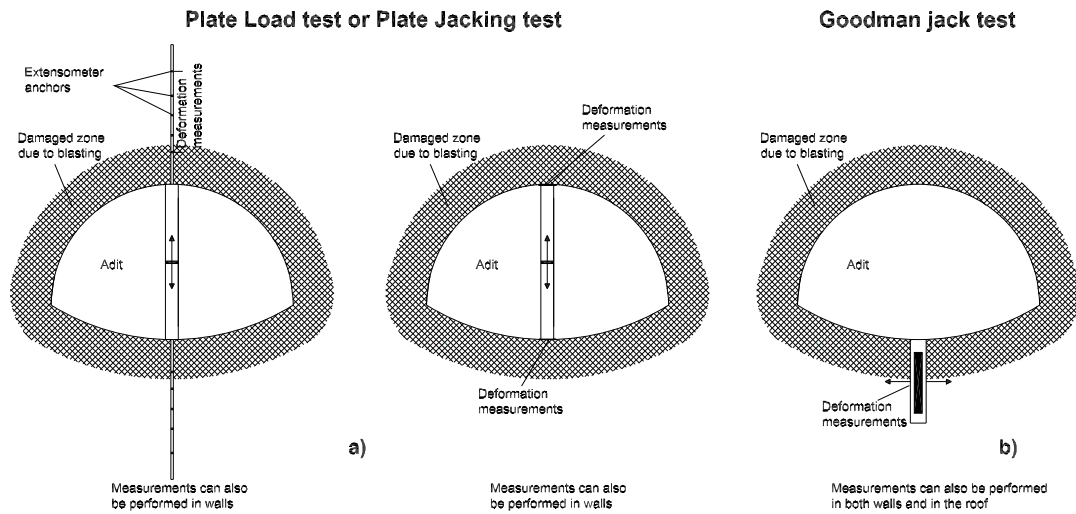 Plate Load test or Plate Jacking test
Goodman jack test
Extensometer
anchors
Deformation
measurements
Damaged zone
due to blasting
Adit
Measurements can also
be performed in walls
Deformation
measurements
Damaged zone
due to blasting
Adit
Deformation
measurements
a)
Measurements can also
be performed in walls
Damaged zone
due to blasting
Adit
Deformation
measurements
b)
Measurements can also be performed
in both walls and in the roof